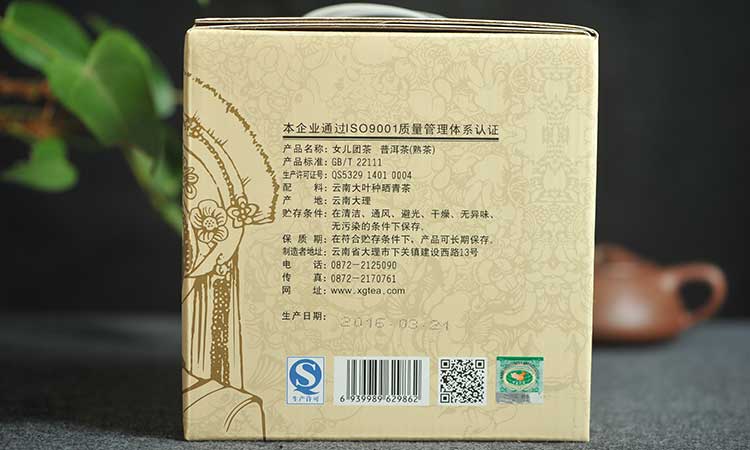 本企业通过ISO9001质量管理体系认证
产品名称：女儿团茶 普洱茶(熟茶)
产品标准：GB/T 22111
生产许可证号：QS5329 1401 0004
配 料：云南大叶种晒青茶
产 地：云南大理
贮存条件：在清洁、通风、避光、干燥、无异味、
无污染的条件下保存。
保 质 期：在符合贮存条件下，产品可长期保存。
制造者地址：云南省大理市下关镇建设西路13号
电 话：0872-2125090
传 真：0872-2170761
网 址：www.xgtea.com
生产日期：2016 03 21
生产许可
6 939989 629862